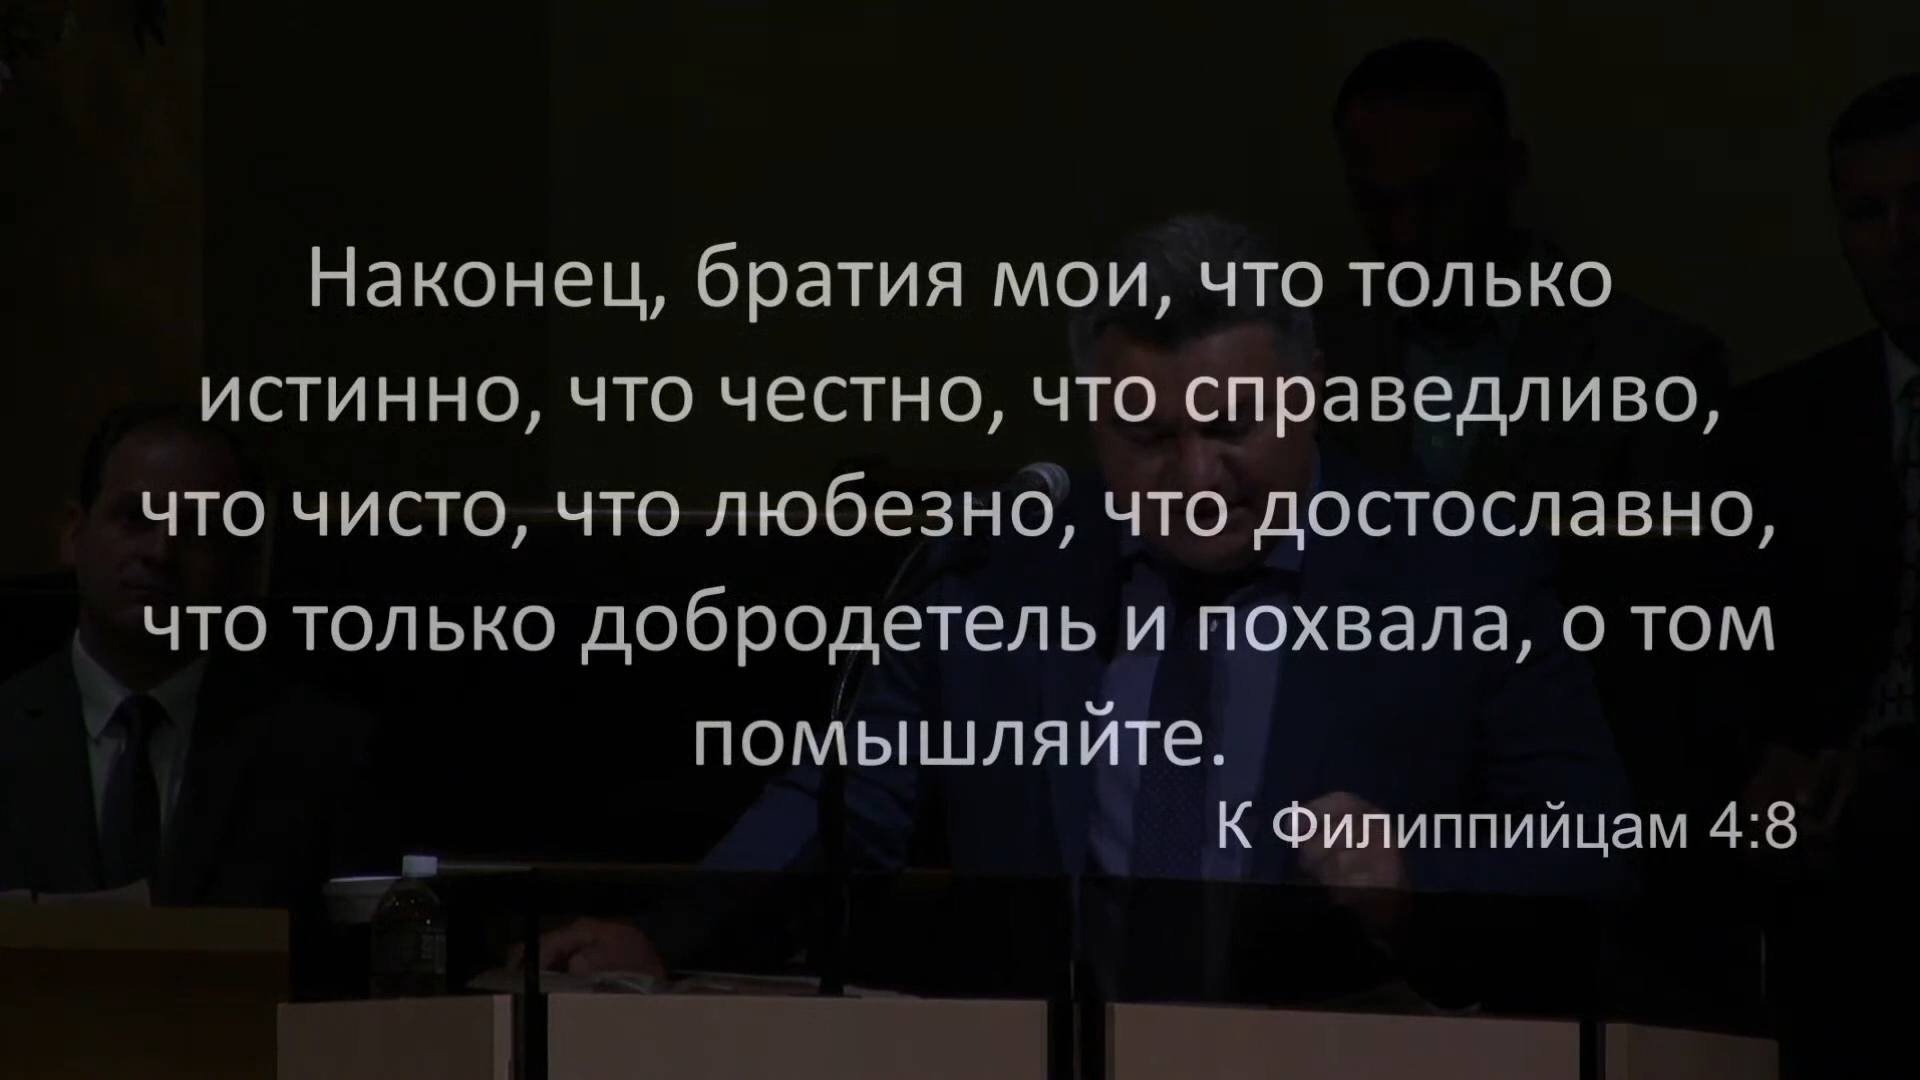 Наконец, братия мои, что только
истинно, что честно, что справедливо,
что чисто, что любезно, что достославно,
что только добродетель и похвала, о том
помышляйте.
К Филиппийцам 4:8